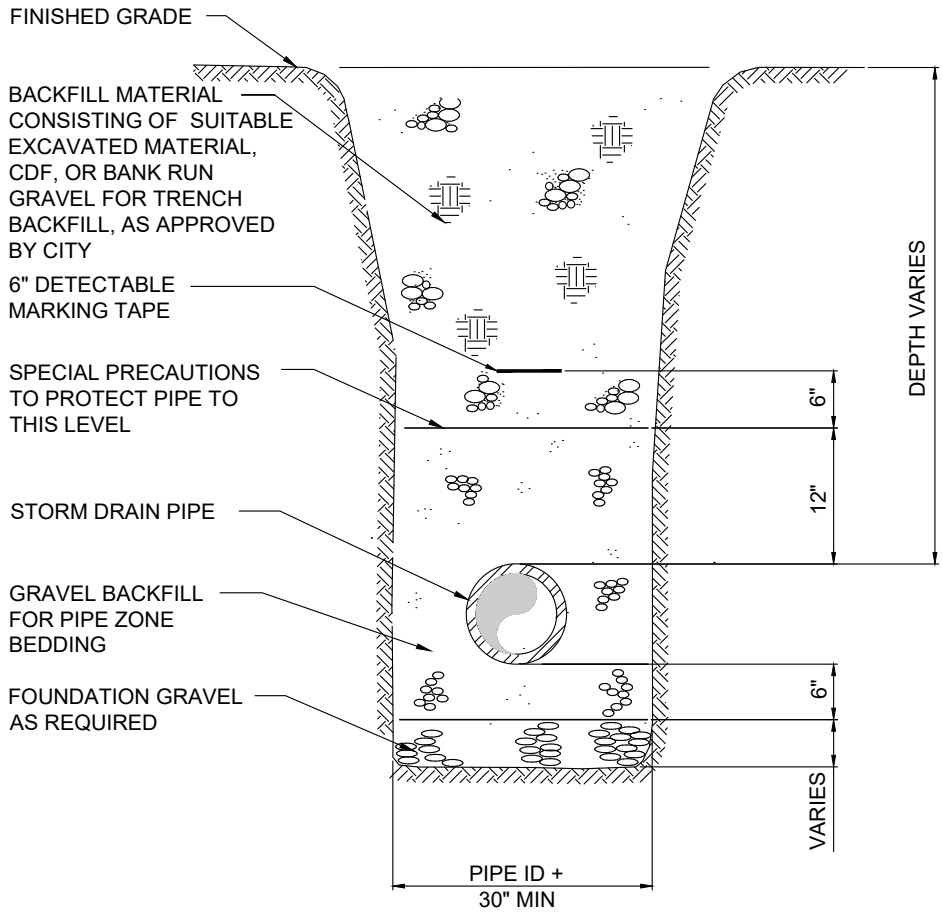 FINISHED GRADE
BACKFILL MATERIAL
CONSISTING OF SUITABLE
EXCAVATED MATERIAL,
CDF, OR BANK RUN
GRAVEL FOR TRENCH
BACKFILL, AS APPROVED
BY CITY
6" DETECTABLE
MARKING TAPE
SPECIAL PRECAUTIONS
TO PROTECT PIPE TO
THIS LEVEL
STORM DRAIN PIPE
GRAVEL BACKFILL
FOR PIPE ZONE
BEDDING
FOUNDATION GRAVEL
AS REQUIRED
DEPTH VARIES
6"
12"
6"
VARIES
PIPE ID +
30" MIN